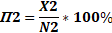 П2 = X2/N2 * 100%